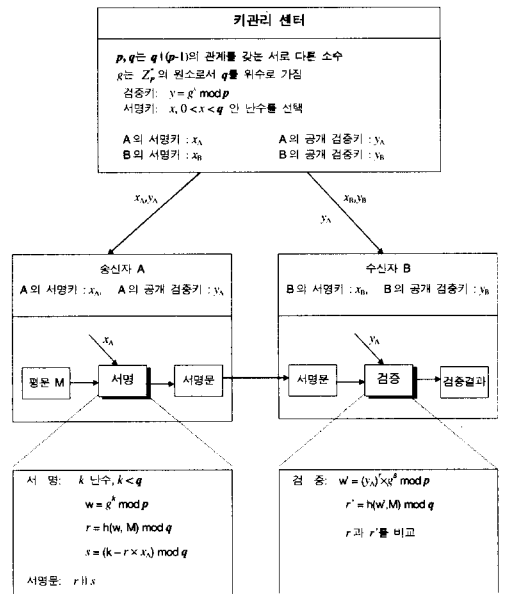 키관리 센터
p, q는 q | (p-1)의 관계를 갖는 서로 다른 소수
g는 Z*p의 원소로서 q를 위수로 가짐
검증키: y = g^x mod p
서명키: x, 0 < x < q 인 난수를 선택
A의 서명키 : xA A의 공개 검증키 : yA
B의 서명키 : xB B의 공개 검증키 : yB
xA,yA
xB,yB
yA
송신자 A
A의 서명키 : xA, A의 공개 검증키 : yA
수신자 B
B의 서명키 : xB, B의 공개 검증키 : yB
xA
평문 M 서명 서명문
yA
서명문 검증 검증결과
서 명: k 난수, k < q
w = g^k mod p
r = h(w, M) mod q
s = (k – r × xA) mod q
서명문: r || s
검 증: w' = (yA)^r × g^s mod p
r' = h(w',M) mod q
r 과 r'를 비교